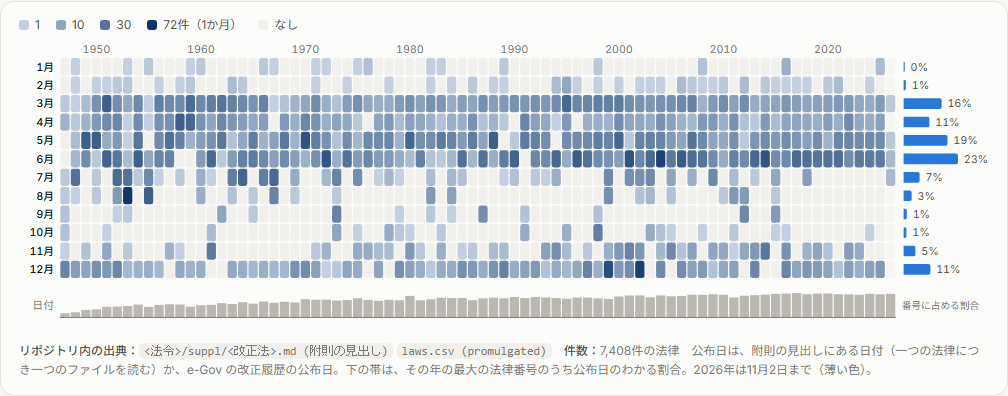 1 10 30 72件（1か月） なし
1950 1960 1970 1980 1990 2000 2010 2020
1月 0%
2月 1%
3月 16%
4月 11%
5月 19%
6月 23%
7月 7%
8月 3%
9月 1%
10月 1%
11月 5%
12月 11%
日付 番号に占める割合
リポジトリ内の出典：<法令>/suppl/<改正法>.md (附則の見出し) laws.csv (promulgated) 件数：7,408件の法律 公布日は、附則の見出しにある日付（一つの法律につ
き一つのファイルを読む）か、e-Gov の改正履歴の公布日。下の帯は、その年の最大の法律番号のうち公布日のわかる割合。2026年は11月2日まで（薄い色）。